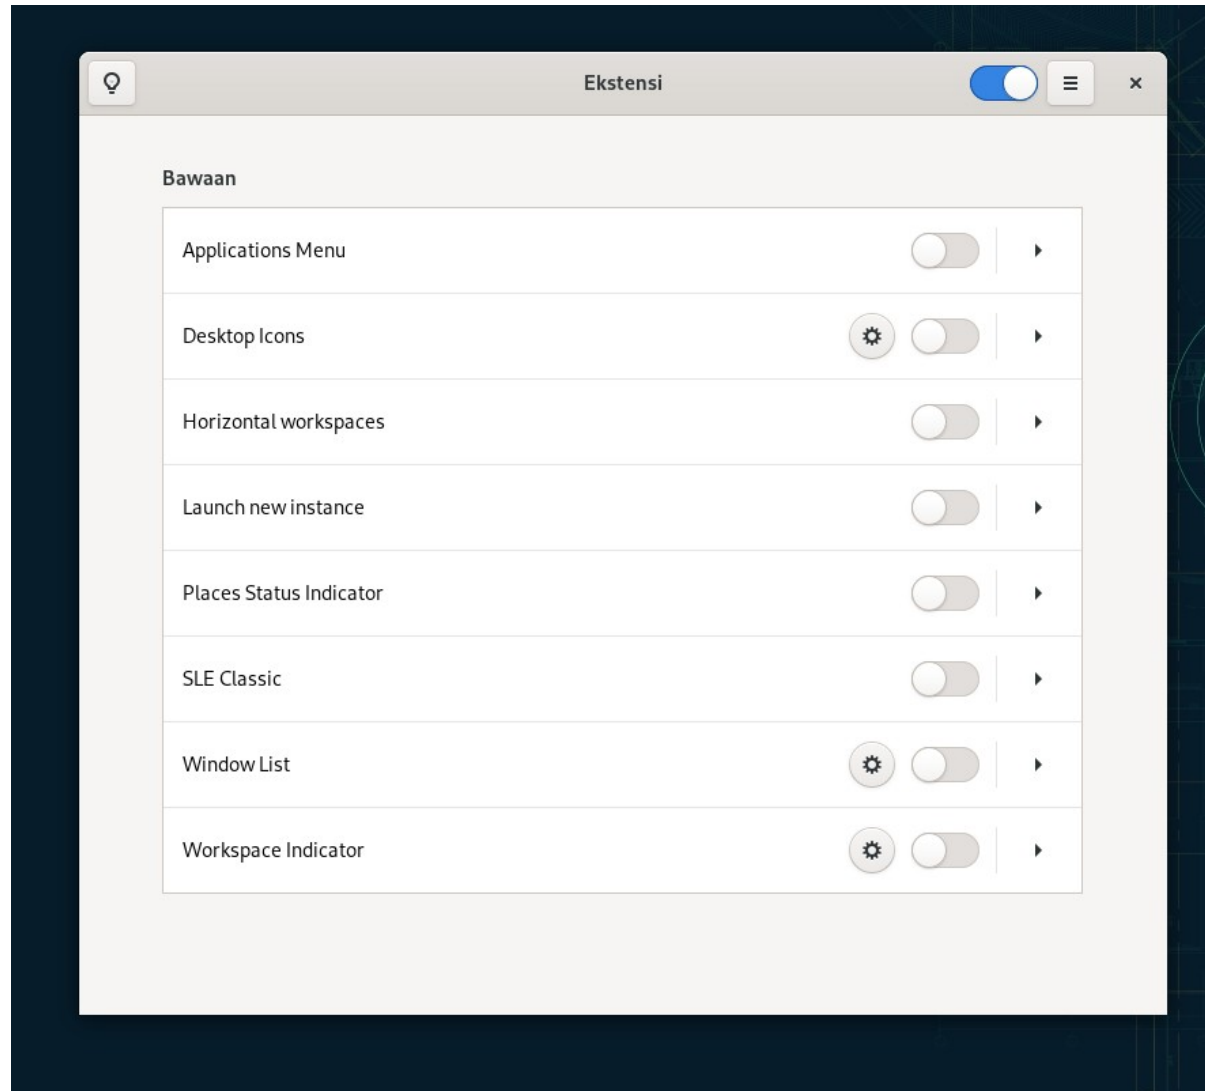 Ekstensi
Bawaan
Applications Menu
Desktop Icons
Horizontal workspaces
Launch new instance
Places Status Indicator
SLE Classic
Window List
Workspace Indicator